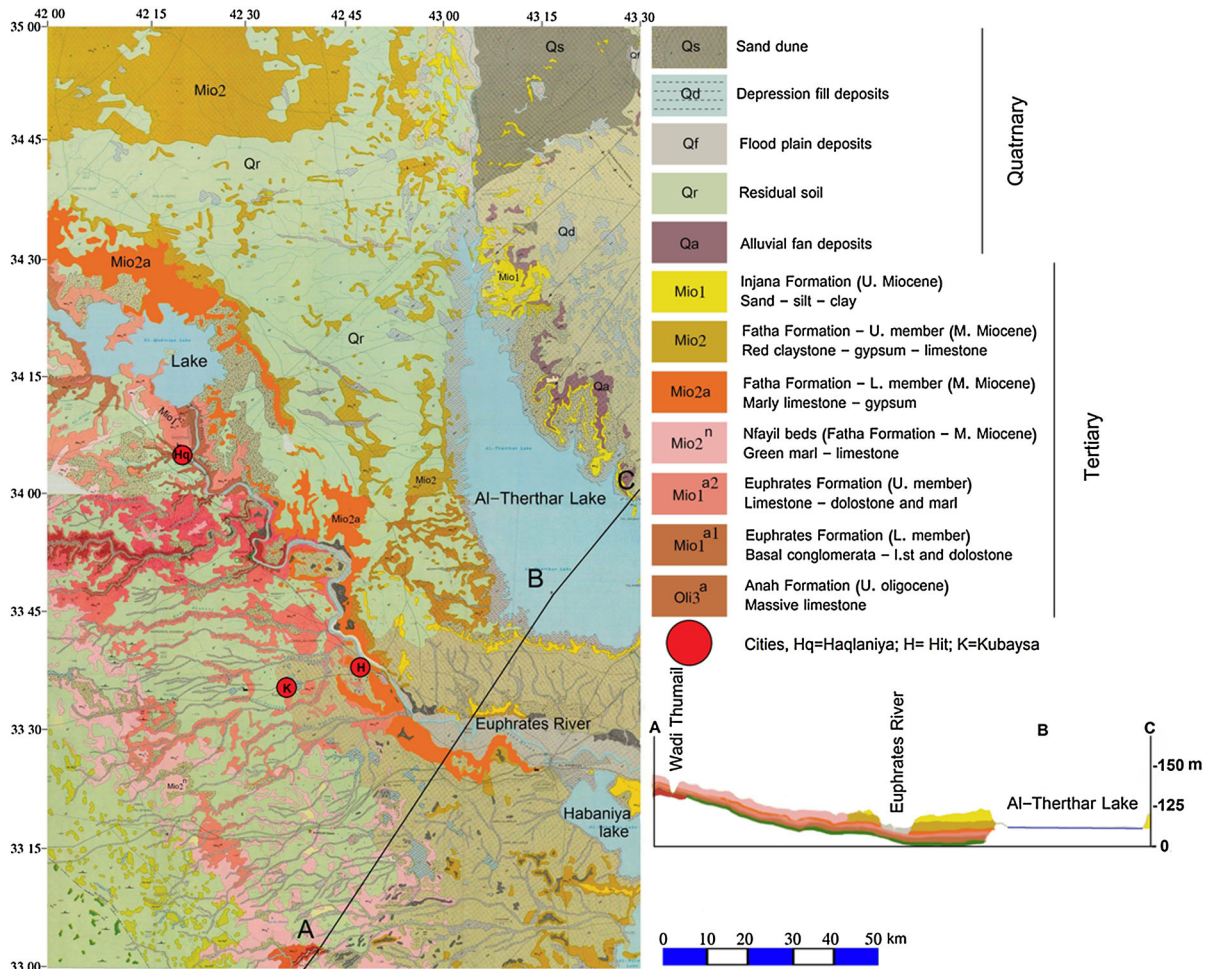 42 00 42 15 42 30 42 45 43 00 43 15 43 30
35 00
34 45
34 30
34 15
34 00
33 45
33 30
33 15
33 00
Mio2
Qs
Qf
Qr
Qd
Mio2a
Mio1
Qr
Lake
Qa
Mio1
Hq
Mio2
C
Al-Therthar Lake
Mio2a
B
H
K
Euphrates River
Mio2n
Habaniya
lake
A
Qs Sand dune
Qd Depression fill deposits
Qf Flood plain deposits
Qr Residual soil
Qa Alluvial fan deposits
Quatrnary
Mio1 Injana Formation (U. Miocene)
Sand – silt – clay
Mio2 Fatha Formation – U. member (M. Miocene)
Red claystone – gypsum – limestone
Mio2a Fatha Formation – L. member (M. Miocene)
Marly limestone – gypsum
Mio2n Nfayil beds (Fatha Formation – M. Miocene)
Green marl – limestone
Mio1a2 Euphrates Formation (U. member)
Limestone – dolostone and marl
Mio1a1 Euphrates Formation (L. member)
Basal conglomerata – l.st and dolostone
Oli3a Anah Formation (U. oligocene)
Massive limestone
Tertiary
Cities, Hq=Haqlaniya; H= Hit; K=Kubaysa
A
Wadi Thumail
Euphrates River
B
C
Al-Therthar Lake
-150 m
-125
0
0 10 20 30 40 50 km